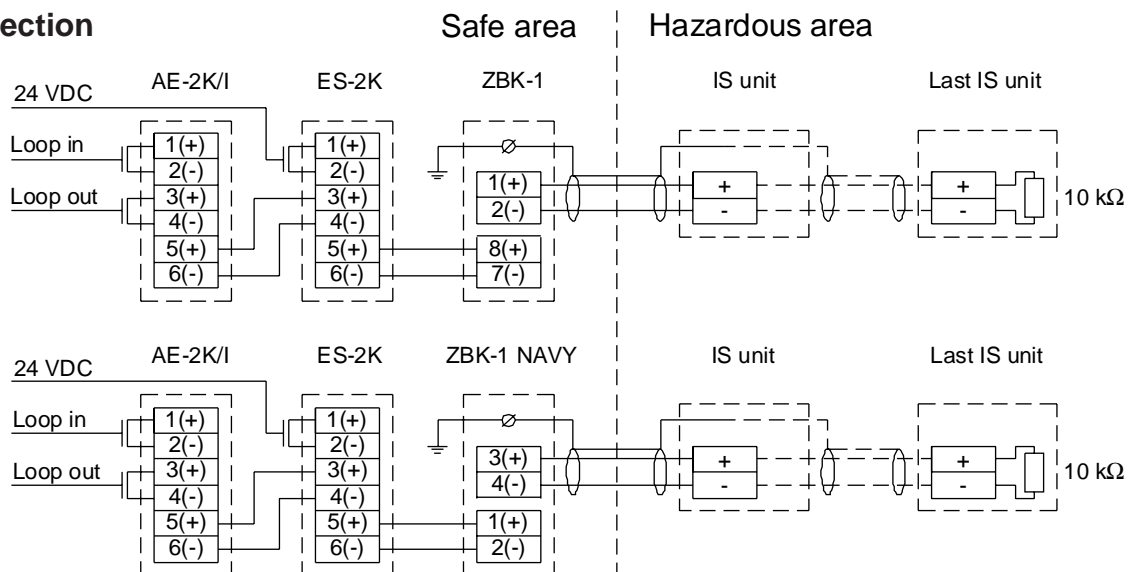 ection
Safe area
Hazardous area
AE-2K/I
ES-2K
ZBK-1
IS unit
Last IS unit
24 VDC
Loop in
Loop out
1(+)
2(-)
3(+)
4(-)
5(+)
6(-)
1(+)
2(-)
3(+)
4(-)
5(+)
6(-)
1(+)
2(-)
8(+)
7(-)
+
-
+
-
10 kΩ
AE-2K/I
ES-2K
ZBK-1 NAVY
IS unit
Last IS unit
24 VDC
Loop in
Loop out
1(+)
2(-)
3(+)
4(-)
5(+)
6(-)
1(+)
2(-)
3(+)
4(-)
5(+)
6(-)
3(+)
4(-)
1(+)
2(-)
+
-
+
-
10 kΩ